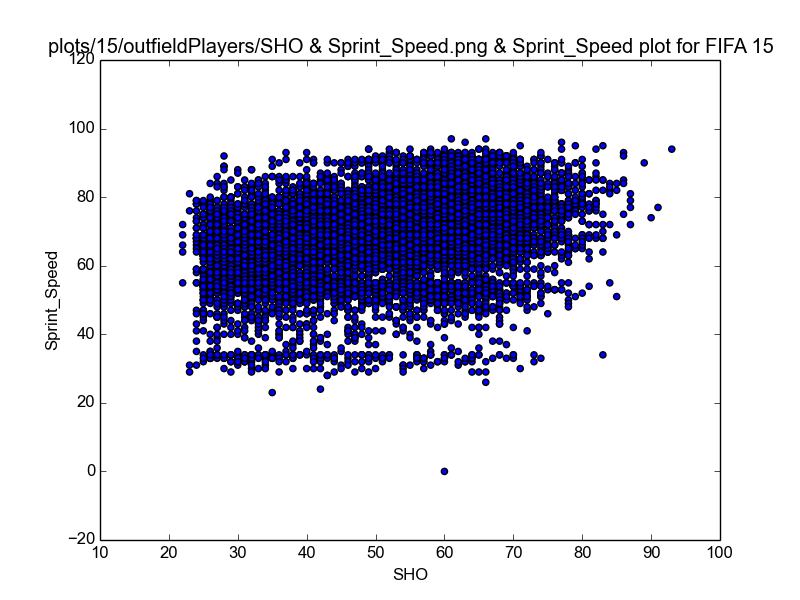 plots/15/outfieldPlayers/SHO & Sprint_Speed.png & Sprint_Speed plot for FIFA 15
120
100
80
60
40
20
0
−20
Sprint_Speed
10 20 30 40 50 60 70 80 90 100
SHO